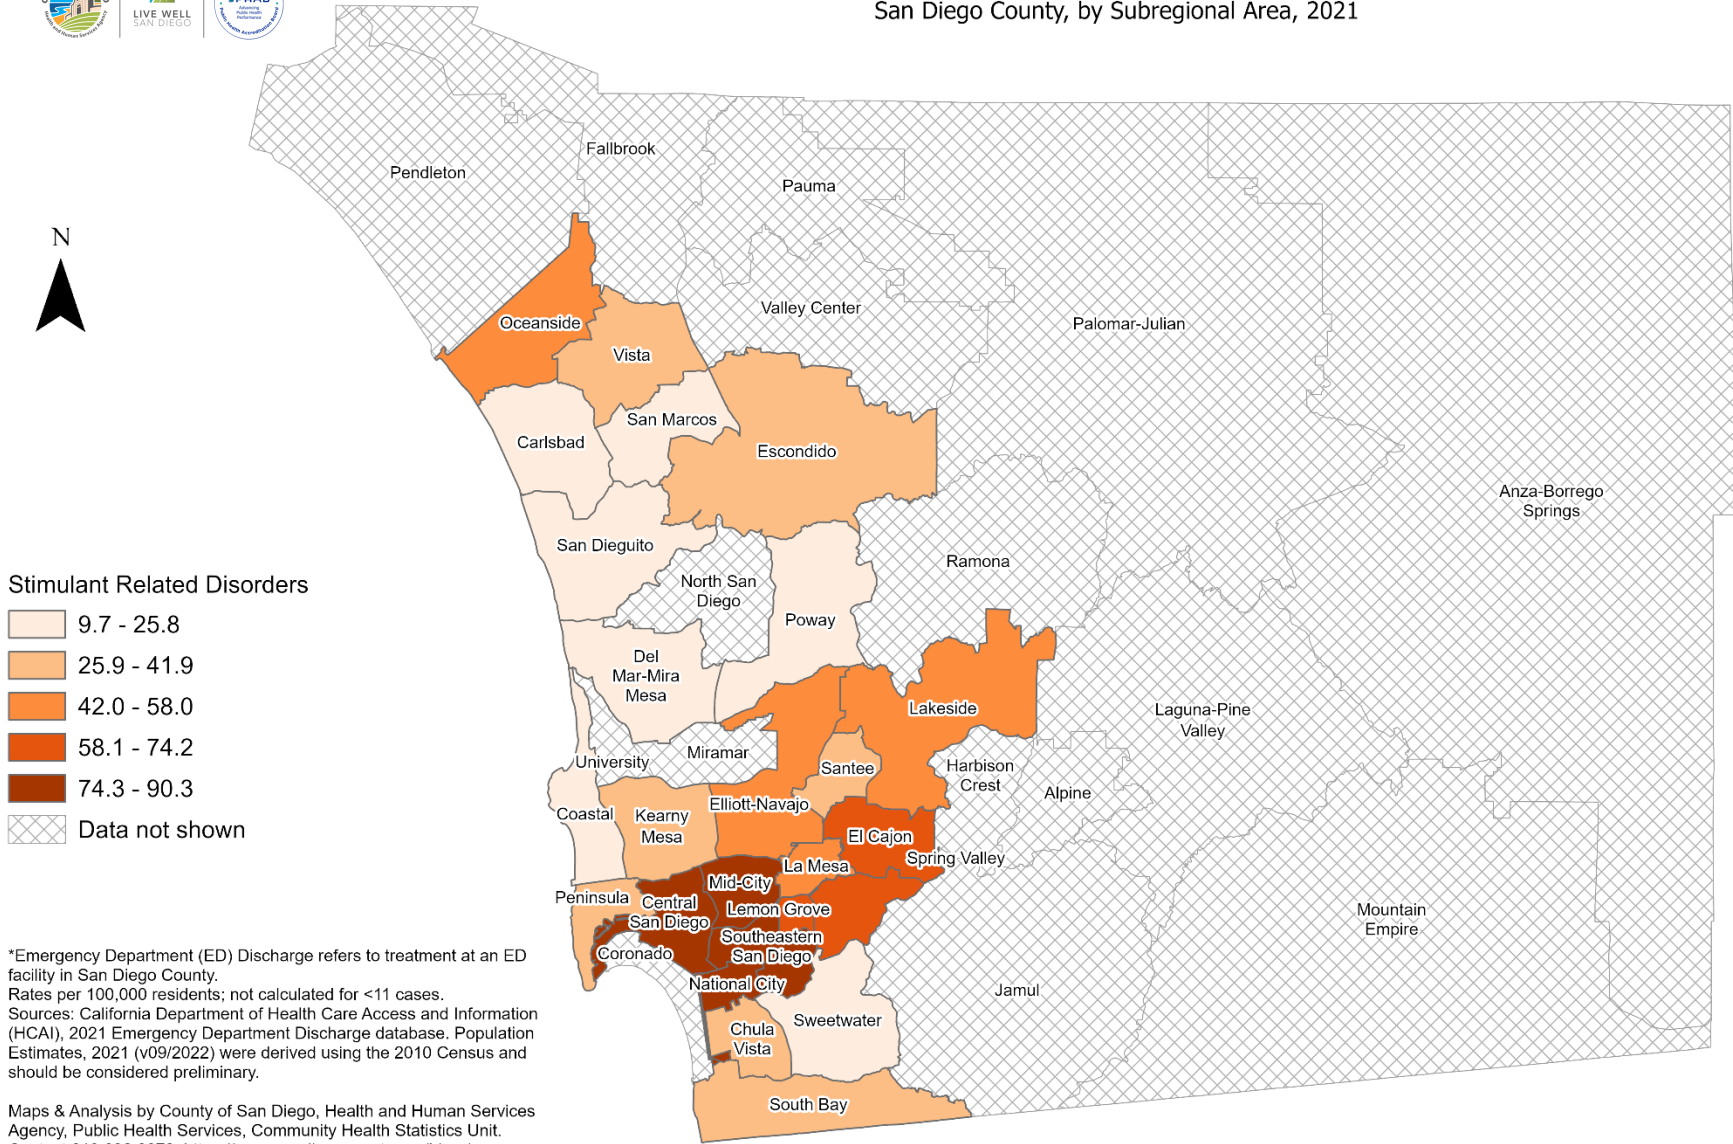 LIVE WELL
SAN DIEGO
Advancing
Public Health
Performance
San Diego County, by Subregional Area, 2021
Fallbrook
Pendleton
Pauma
N
Valley Center
Oceanside
Palomar-Julian
Vista
San Marcos
Carlsbad
Escondido
Anza-Borrego
Springs
San Dieguito
Ramona
North San
Diego
Poway
Del
Mar-Mira
Mesa
Lakeside
Laguna-Pine
Valley
Miramar
University
Santee
Harbison
Crest
Alpine
Elliott-Navajo
Coastal
Kearny
Mesa
El Cajon
Spring Valley
La Mesa
Mid-City
Peninsula
Central
San Diego
Lemon Grove
Mountain
Empire
Southeastern
San Diego
Coronado
National City
Jamul
Sweetwater
Chula
Vista
South Bay
Stimulant Related Disorders
9.7 - 25.8
25.9 - 41.9
42.0 - 58.0
58.1 - 74.2
74.3 - 90.3
Data not shown
*Emergency Department (ED) Discharge refers to treatment at an ED
facility in San Diego County.
Rates per 100,000 residents; not calculated for <11 cases.
Sources: California Department of Health Care Access and Information
(HCAI), 2021 Emergency Department Discharge database. Population
Estimates, 2021 (v09/2022) were derived using the 2010 Census and
should be considered preliminary.
Maps & Analysis by County of San Diego, Health and Human Services
Agency, Public Health Services, Community Health Statistics Unit.